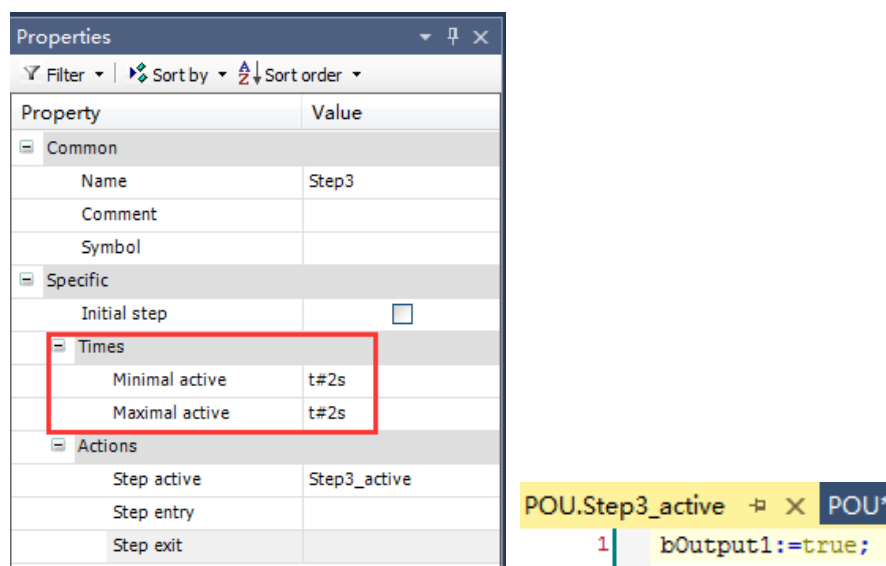 Properties
Filter Sort by Sort order
Property Value
Common
Name Step3
Comment
Symbol
Specific
Initial step
Times
Minimal active t#2s
Maximal active t#2s
Actions
Step active Step3_active
Step entry
Step exit
POU.Step3_active POU*
1 bOutput1:=true;